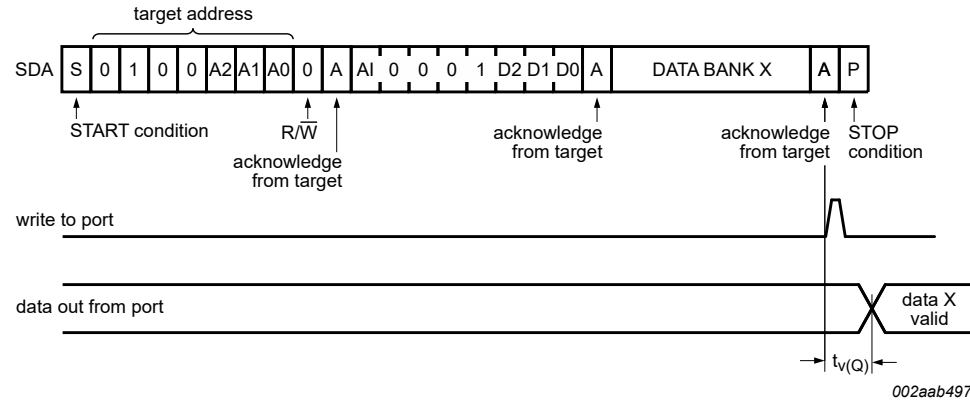 target address
SDA S 0 1 0 0 A2 A1 A0 0 A AI 0 0 0 1 D2 D1 D0 A DATA BANK X A P
START condition
R/W̅
acknowledge
from target
acknowledge
from target
acknowledge
from target
STOP
condition
write to port
data out from port
data X
valid
tv(Q)
002aab497